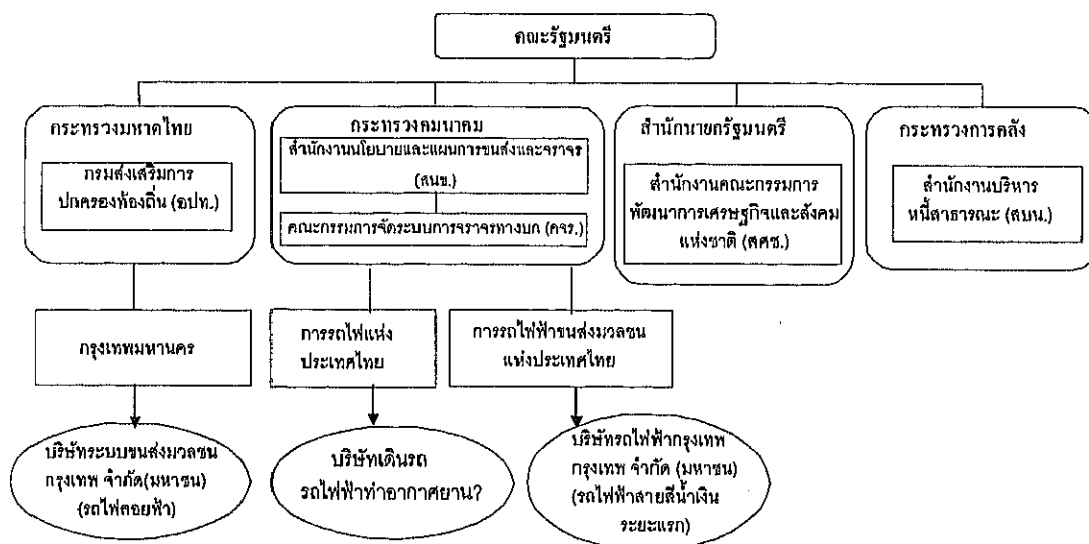 คณะรัฐมนตรี
กระทรวงมหาดไทย
กรมส่งเสริมการ
ปกครองท้องถิ่น (อปท.)
กระทรวงคมนาคม
สำนักงานนโยบายและแผนการขนส่งและจราจร
(สนข.)
คณะกรรมการจัดระบบการจราจรทางบก (คจร.)
สำนักนายกรัฐมนตรี
สำนักงานคณะกรรมการ
พัฒนาการเศรษฐกิจและสังคม
แห่งชาติ (สศช.)
กระทรวงการคลัง
สำนักงานบริหาร
หนี้สาธารณะ (สบน.)
กรุงเทพมหานคร
การรถไฟแห่ง
ประเทศไทย
การรถไฟฟ้าขนส่งมวลชน
แห่งประเทศไทย
บริษัทระบบขนส่งมวลชน
กรุงเทพ จำกัด(มหาชน)
(รถไฟลอยฟ้า)
บริษัทเดินรถ
รถไฟฟ้าท่าอากาศยาน?
บริษัทรถไฟฟ้ากรุงเทพ
กรุงเทพ จำกัด (มหาชน)
(รถไฟฟ้าสายสีน้ำเงิน
ระยะแรก)